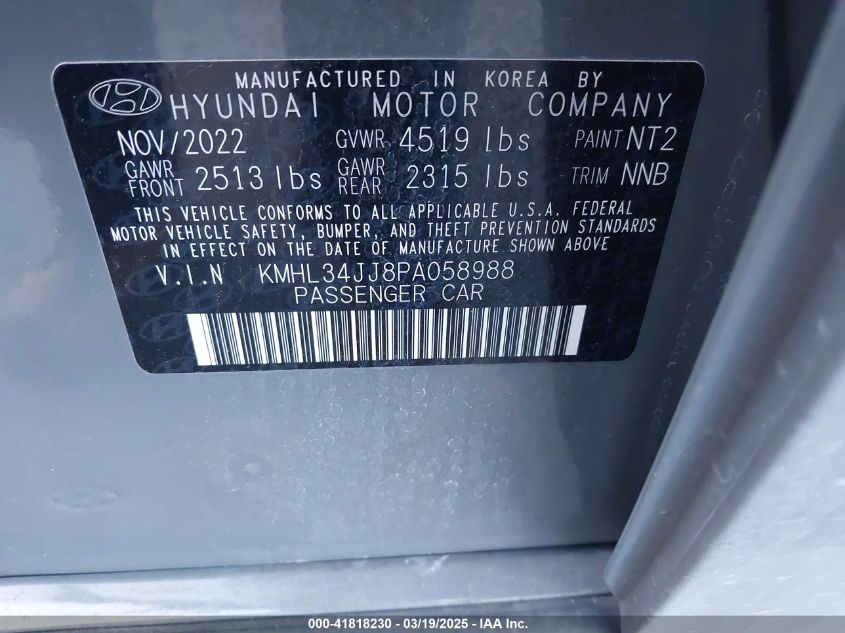 MANUFACTURED IN KOREA BY
HYUNDAI MOTOR COMPANY
NOV/2022 GVWR 4519 lbs PAINT NT2
GAWR FRONT 2513 lbs GAWR REAR 2315 lbs TRIM NNB
THIS VEHICLE CONFORMS TO ALL APPLICABLE U.S.A. FEDERAL
MOTOR VEHICLE SAFETY, BUMPER, AND THEFT PREVENTION STANDARDS
IN EFFECT ON THE DATE OF MANUFACTURE SHOWN ABOVE
V.I.N KMHL34JJ8PA058988
PASSENGER CAR
000-41818230 - 03/19/2025 - IAAI.COM